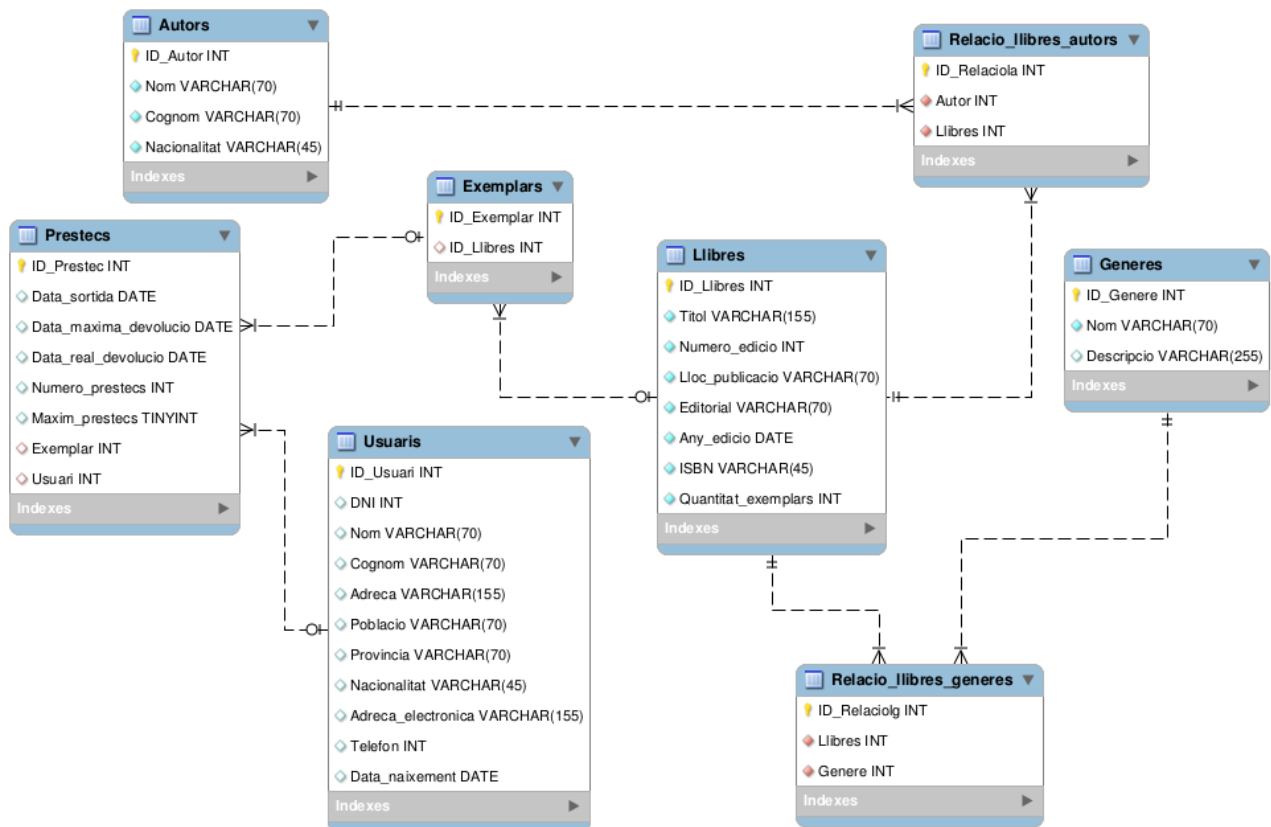 Autors
ID_Autor INT
Nom VARCHAR(70)
Cognom VARCHAR(70)
Nacionalitat VARCHAR(45)
Indexes
Relacio_llibres_autors
ID_Relaciola INT
Autor INT
Llibres INT
Indexes
Exemplars
ID_Exemplar INT
ID_Llibres INT
Indexes
Prestecs
ID_Prestec INT
Data_sortida DATE
Data_maxima_devolucio DATE
Data_real_devolucio DATE
Numero_prestecs INT
Maxim_prestecs TINYINT
Exemplar INT
Usuari INT
Indexes
Llibres
ID_Llibres INT
Titol VARCHAR(155)
Numero_edicio INT
Lloc_publicacio VARCHAR(70)
Editorial VARCHAR(70)
Any_edicio DATE
ISBN VARCHAR(45)
Quantitat_exemplars INT
Indexes
Generes
ID_Genere INT
Nom VARCHAR(70)
Descripcio VARCHAR(255)
Indexes
Usuaris
ID_Usuari INT
DNI INT
Nom VARCHAR(70)
Cognom VARCHAR(70)
Adreca VARCHAR(155)
Poblacio VARCHAR(70)
Provincia VARCHAR(70)
Nacionalitat VARCHAR(45)
Adreca_electronica VARCHAR(155)
Telefon INT
Data_naixement DATE
Indexes
Relacio_llibres_generes
ID_Relaciolg INT
Llibres INT
Genere INT
Indexes